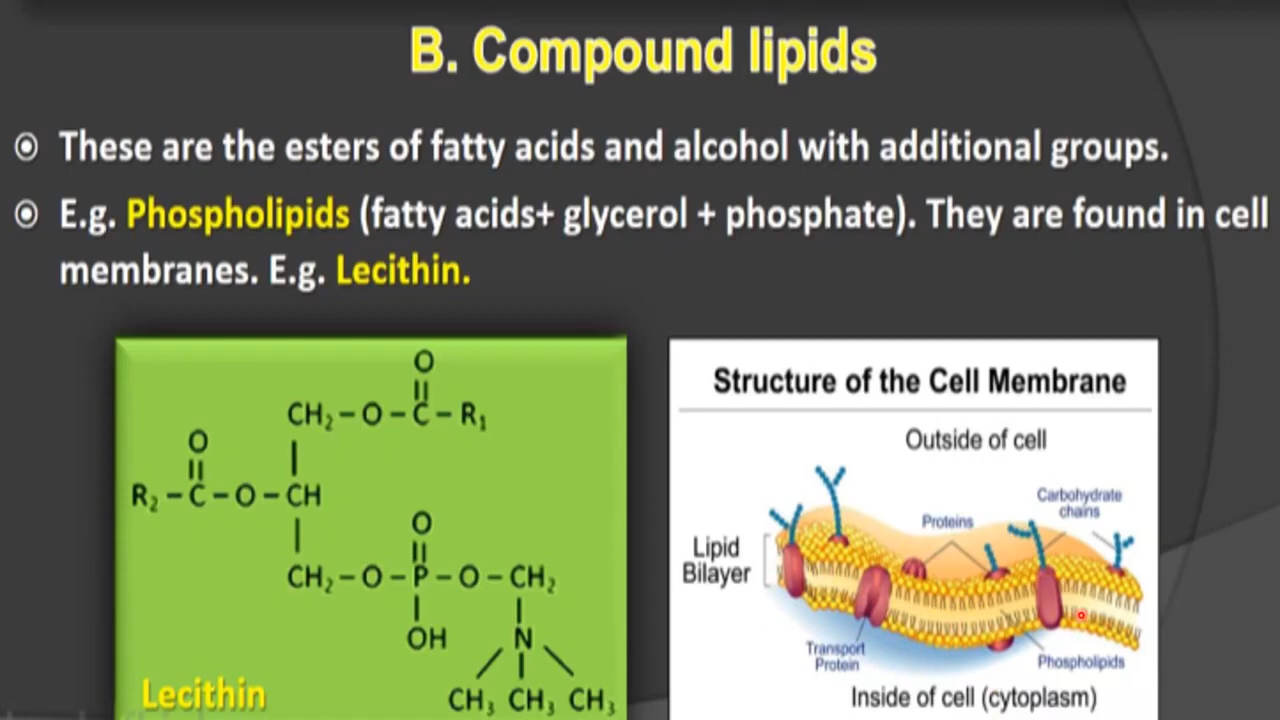 B. Compound lipids
These are the esters of fatty acids and alcohol with additional groups.
E.g. Phospholipids (fatty acids+ glycerol + phosphate). They are found in cell
membranes. E.g. Lecithin.
O
CH₂–O–C–R₁
O
R₂–C–O–CH
O
CH₂–O–P–O–CH₂
OH N
CH₃ CH₃ CH₃
Lecithin
Structure of the Cell Membrane
Outside of cell
Carbohydrate
chains
Proteins
Lipid
Bilayer
Transport
Protein
Phospholipids
Inside of cell (cytoplasm)